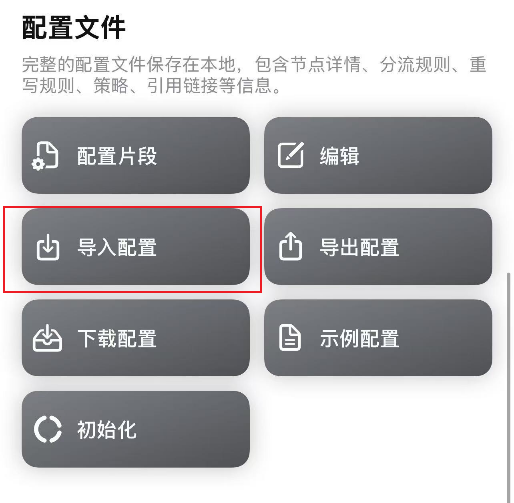 配置文件
完整的配置文件保存在本地，包含节点详情、分流规则、重
写规则、策略、引用链接等信息。
配置片段
编辑
导入配置
导出配置
下载配置
示例配置
初始化